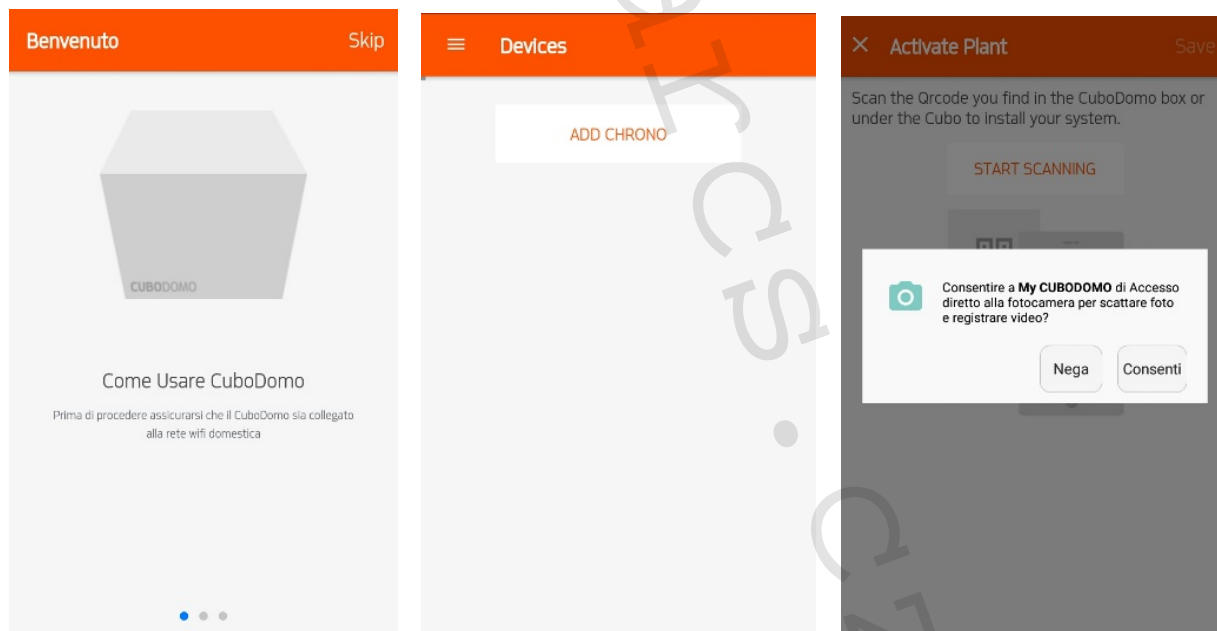 Benvenuto
Skip
CUBODOMO
Come Usare CuboDomo
Prima di procedere assicurarsi che il CuboDomo sia collegato
alla rete wifi domestica
Devices
ADD CHRONO
Activate Plant
Save
Scan the Qrcode you find in the CuboDomo box or
under the Cubo to install your system.
START SCANNING
Consentire a My CUBODOMO di Accesso
diretto alla fotocamera per scattare foto
e registrare video?
Nega
Consenti